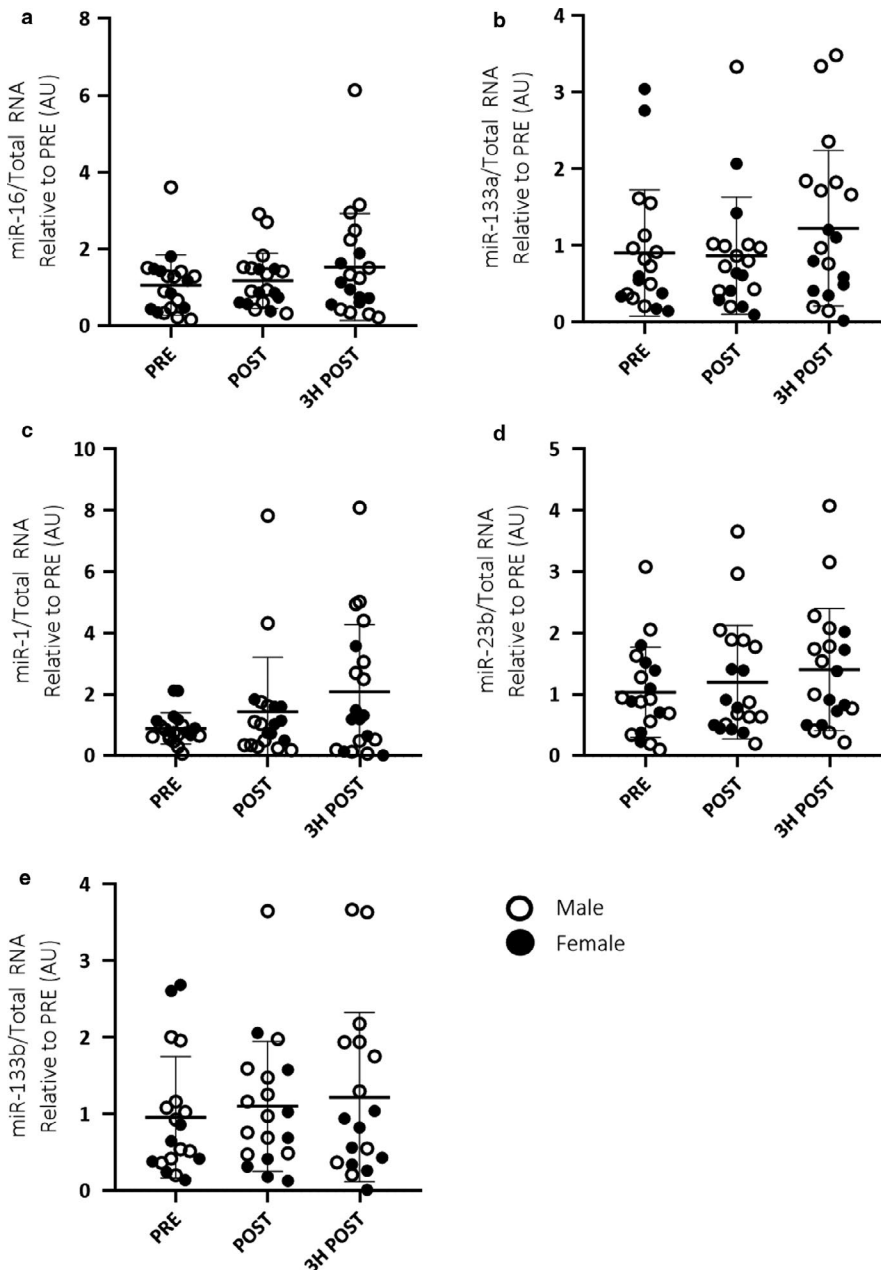 a
miR-16/Total RNA
Relative to PRE (AU)
8
6
4
2
0
PRE
POST
3H POST
b
miR-133a/Total RNA
Relative to PRE (AU)
4
3
2
1
0
PRE
POST
3H POST
c
miR-1/Total RNA
Relative to PRE (AU)
10
8
6
4
2
0
PRE
POST
3H POST
d
miR-23b/Total RNA
Relative to PRE (AU)
5
4
3
2
1
0
PRE
POST
3H POST
e
miR-133b/Total RNA
Relative to PRE (AU)
4
3
2
1
0
PRE
POST
3H POST
Male
Female